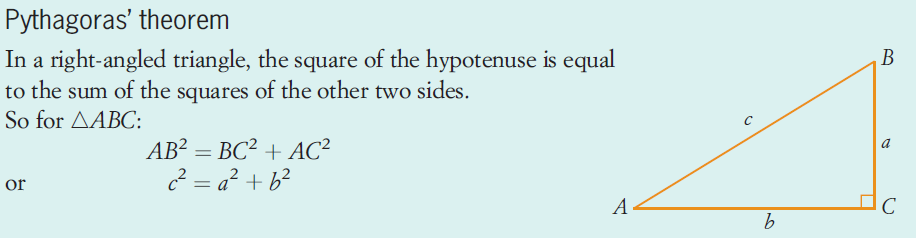 Pythagoras’ theorem
In a right-angled triangle, the square of the hypotenuse is equal
to the sum of the squares of the other two sides.
So for △ABC:
AB² = BC² + AC²
or c² = a² + b²
B
c
a
A
C
b